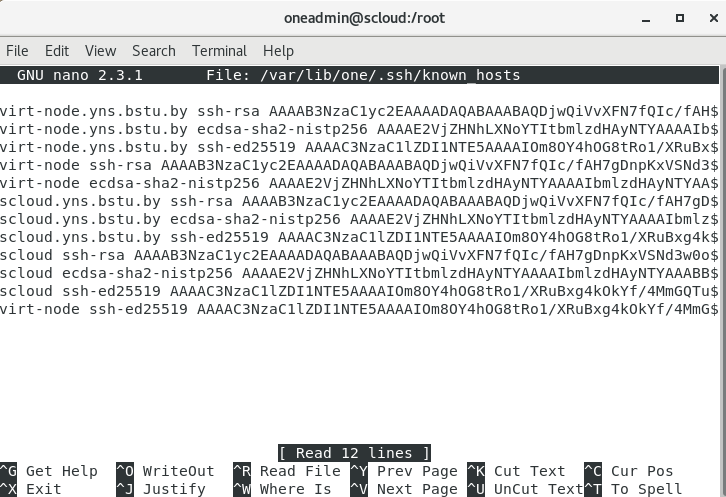 oneadmin@scloud:/root
File Edit View Search Terminal Help
GNU nano 2.3.1 File: /var/lib/one/.ssh/known_hosts
virt-node.yns.bstu.by ssh-rsa AAAAB3NzaC1yc2EAAAADAQABAAABAQDjwQiVvXFN7fQIc/fAH$
virt-node.yns.bstu.by ecdsa-sha2-nistp256 AAAAE2VjZHNhLXNoYTItbmlzdHAyNTYAAAAIb$
virt-node.yns.bstu.by ssh-ed25519 AAAAC3NzaC1lZDI1NTE5AAAAIOm8OY4hOG8tRo1/XRuBx$
virt-node ssh-rsa AAAAB3NzaC1yc2EAAAADAQABAAABAQDjwQiVvXFN7fQIc/fAH7gDnpKxVSNd3$
virt-node ecdsa-sha2-nistp256 AAAAE2VjZHNhLXNoYTItbmlzdHAyNTYAAAAIbmlzdHAyNTYAA$
scloud.yns.bstu.by ssh-rsa AAAAB3NzaC1yc2EAAAADAQABAAABAQDjwQiVvXFN7fQIc/fAH7gD$
scloud.yns.bstu.by ecdsa-sha2-nistp256 AAAAE2VjZHNhLXNoYTItbmlzdHAyNTYAAAAIbmlz$
scloud.yns.bstu.by ssh-ed25519 AAAAC3NzaC1lZDI1NTE5AAAAIOm8OY4hOG8tRo1/XRuBxg4k$
scloud ssh-rsa AAAAB3NzaC1yc2EAAAADAQABAAABAQDjwQiVvXFN7fQIc/fAH7gDnpKxVSNd3w0o$
scloud ecdsa-sha2-nistp256 AAAAE2VjZHNhLXNoYTItbmlzdHAyNTYAAAAIbmlzdHAyNTYAAABB$
scloud ssh-ed25519 AAAAC3NzaC1lZDI1NTE5AAAAIOm8OY4hOG8tRo1/XRuBxg4kOkYf/4MmGQTu$
virt-node ssh-ed25519 AAAAC3NzaC1lZDI1NTE5AAAAIOm8OY4hOG8tRo1/XRuBxg4kOkYf/4MmG$
[ Read 12 lines ]
^G Get Help ^O WriteOut ^R Read File ^Y Prev Page ^K Cut Text ^C Cur Pos
^X Exit ^J Justify ^W Where Is ^V Next Page ^U UnCut Text ^T To Spell